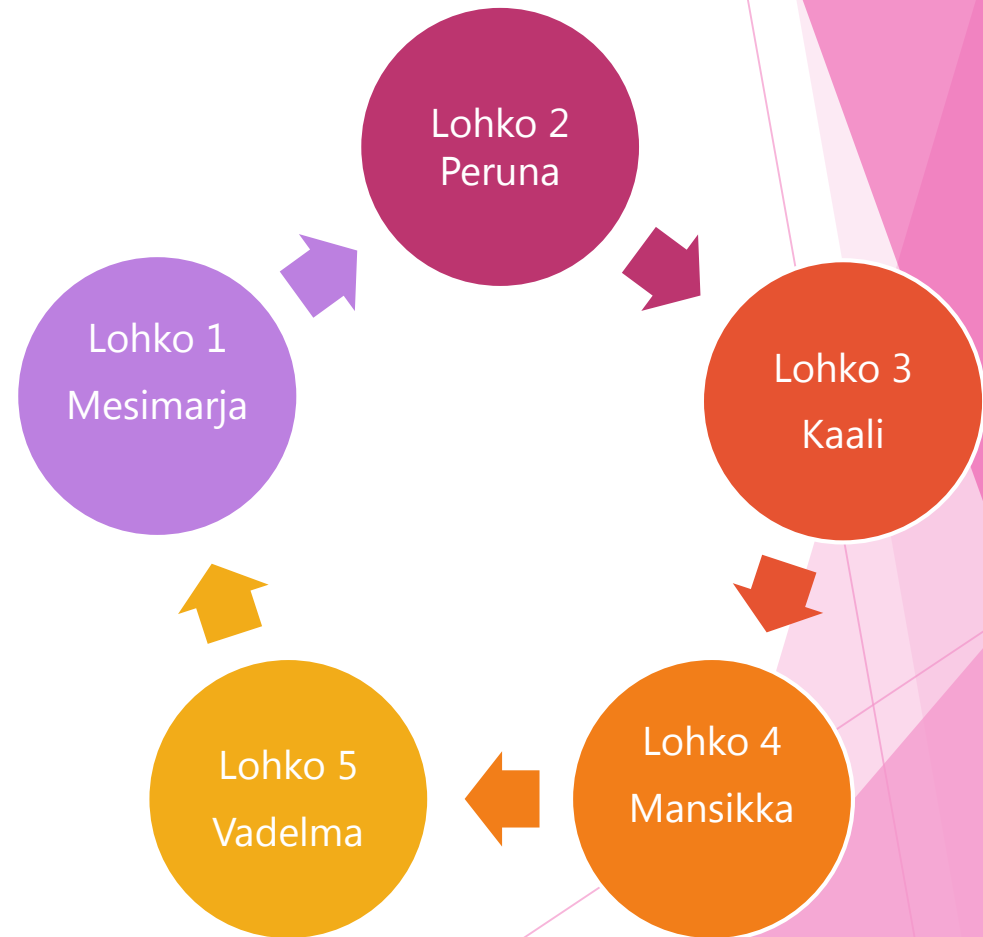 Lohko 1
Mesimarja
Lohko 2
Peruna
Lohko 3
Kaali
Lohko 4
Mansikka
Lohko 5
Vadelma